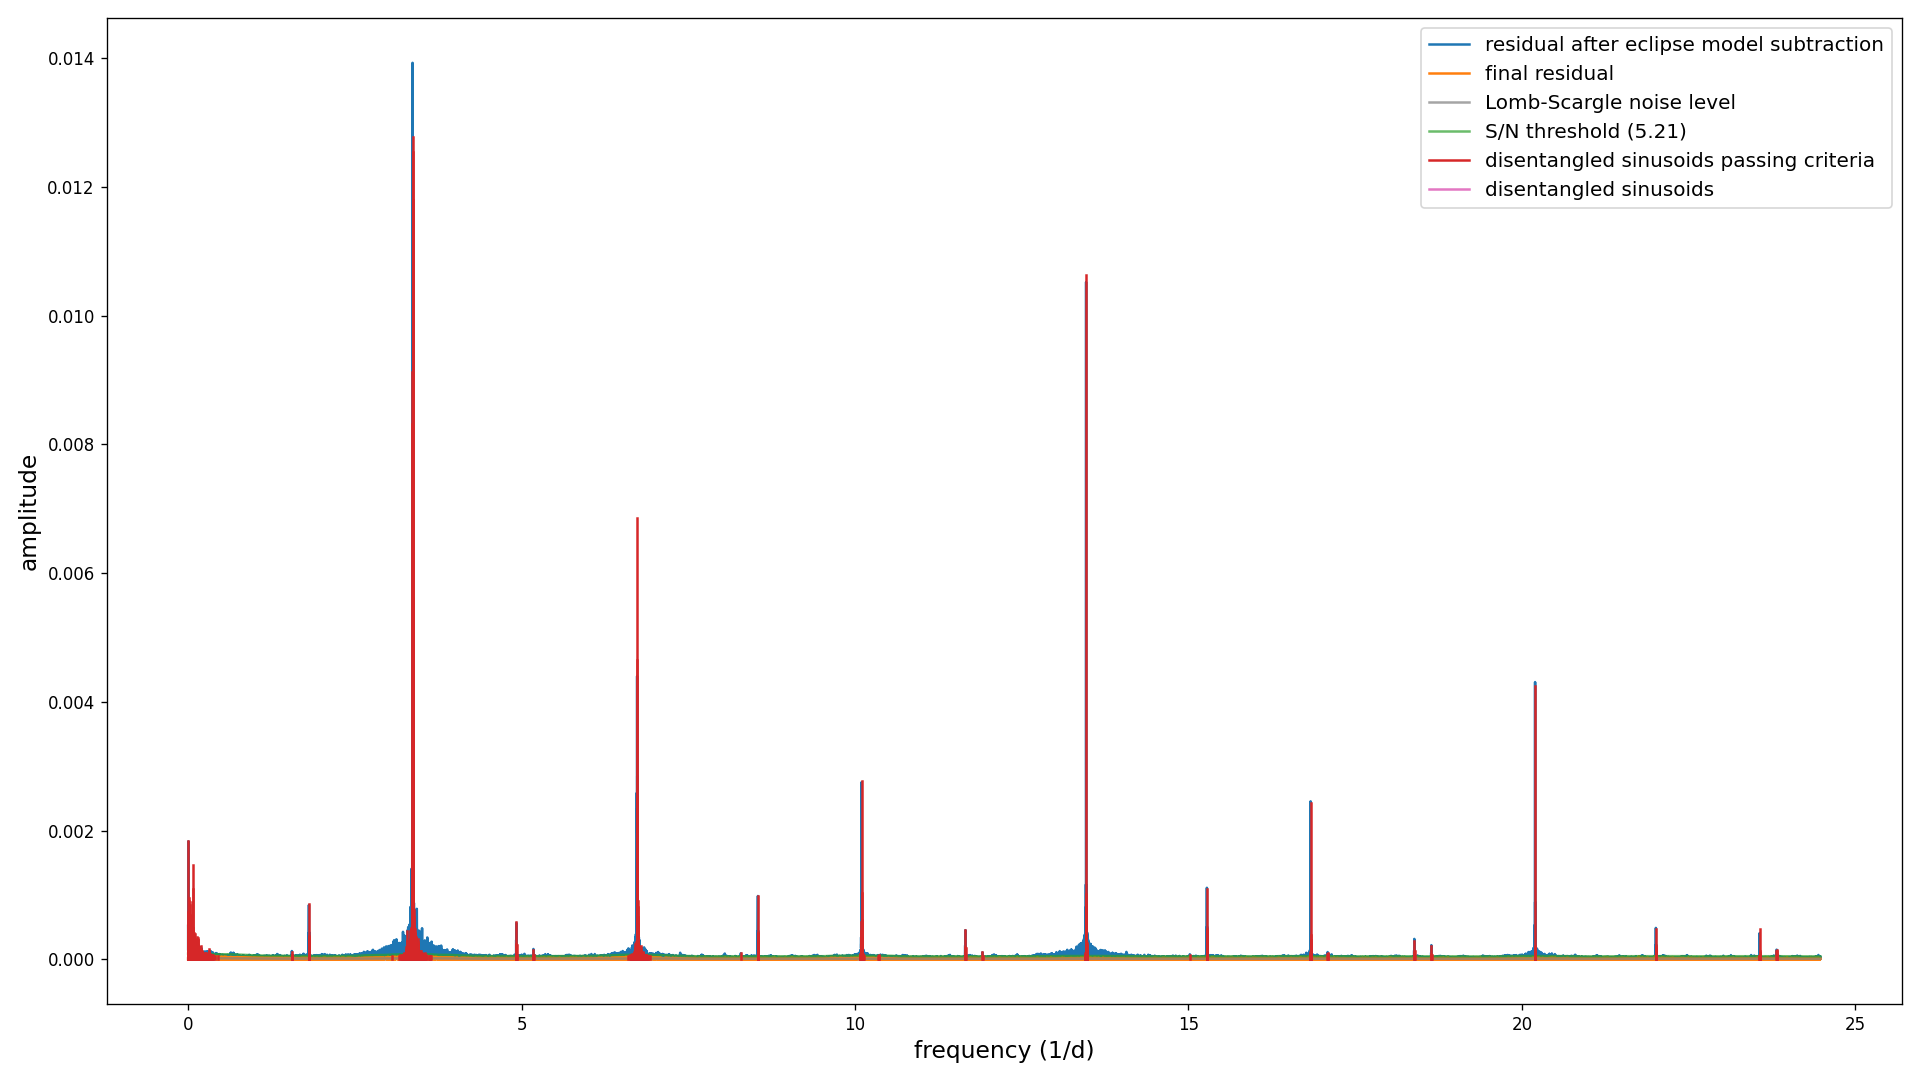 0.014
0.012
0.010
0.008
0.006
0.004
0.002
0.000
amplitude
0
5
10
15
20
25
frequency (1/d)
residual after eclipse model subtraction
final residual
Lomb-Scargle noise level
S/N threshold (5.21)
disentangled sinusoids passing criteria
disentangled sinusoids